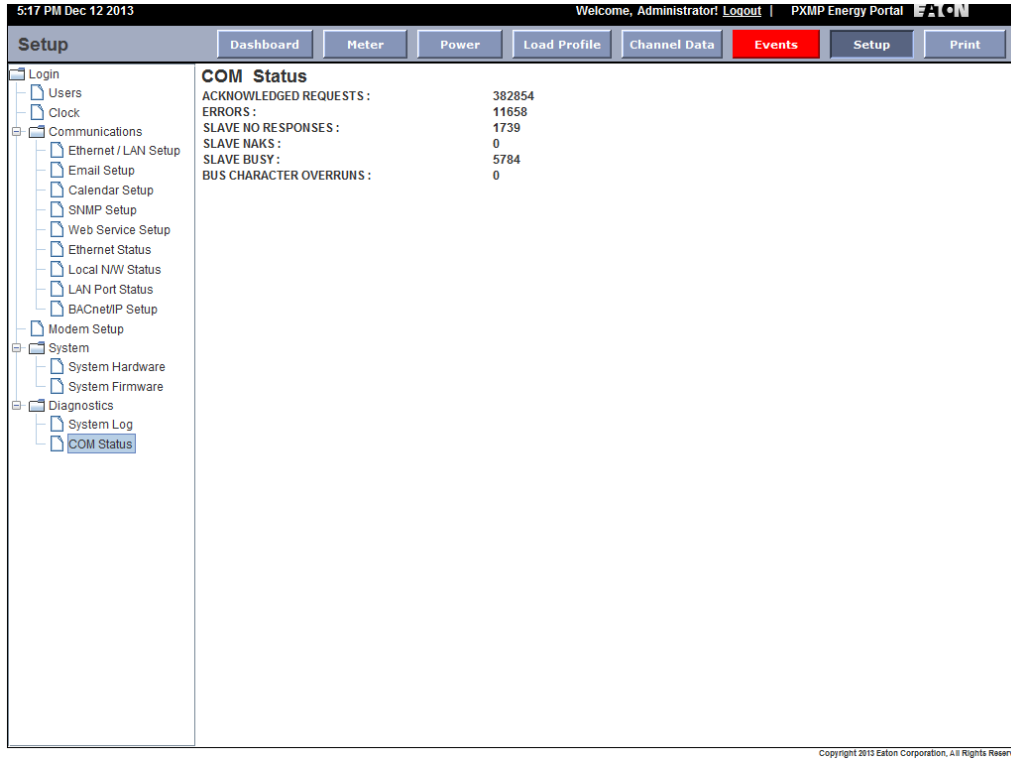 5:17 PM Dec 12 2013 Welcome, Administrator! Logout | PXMP Energy Portal EATON
Setup Dashboard Meter Power Load Profile Channel Data Events Setup Print
Login
Users
Clock
Communications
Ethernet / LAN Setup
Email Setup
Calendar Setup
SNMP Setup
Web Service Setup
Ethernet Status
Local N/W Status
LAN Port Status
BACnet/IP Setup
Modem Setup
System
System Hardware
System Firmware
Diagnostics
System Log
COM Status
COM Status
ACKNOWLEDGED REQUESTS : 382854
ERRORS : 11658
SLAVE NO RESPONSES : 1739
SLAVE NAKS : 0
SLAVE BUSY : 5784
BUS CHARACTER OVERRUNS : 0
Copyright 2013 Eaton Corporation, All Rights Reser